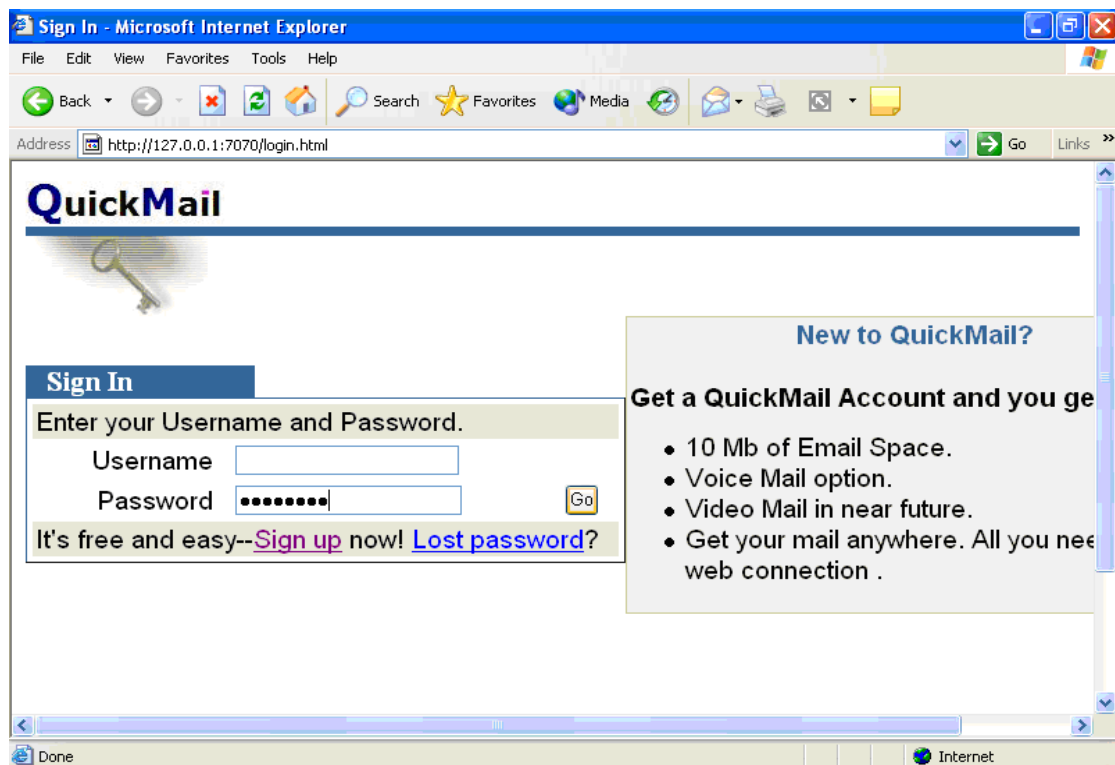 Sign In - Microsoft Internet Explorer
File Edit View Favorites Tools Help
Back Search Favorites Media
Address http://127.0.0.1:7070/login.html Go Links »
QuickMail
New to QuickMail?
Sign In
Get a QuickMail Account and you ge
Enter your Username and Password.
Username
Password Go
It's free and easy--Sign up now! Lost password?
10 Mb of Email Space.
Voice Mail option.
Video Mail in near future.
Get your mail anywhere. All you nee
web connection .
Done Internet